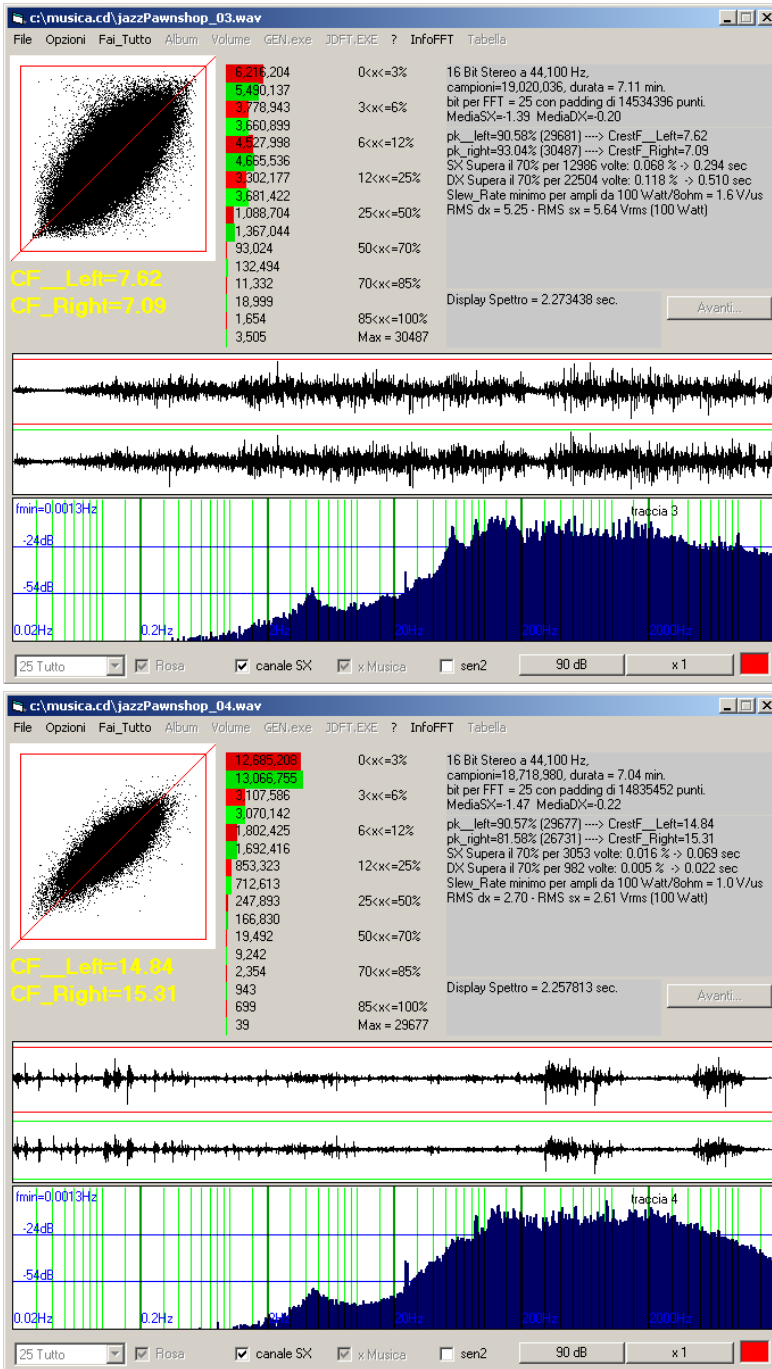 c:\musica.cd\jazzPawnshop_03.wav
File Opzioni Fai_Tutto Album Volume GEN.exe JDFT.EXE ? InfoFFT Tabella
6,216,204 0<x<=3%
5,490,137
3,778,943 3<x<=6%
3,660,899
4,527,998 6<x<=12%
4,665,536
3,302,177 12<x<=25%
3,681,422
1,088,704 25<x<=50%
1,367,044
93,024 50<x<=70%
132,494
11,332 70<x<=85%
18,999
1,654 85<x<=100%
3,505 Max = 30487
16 Bit Stereo a 44,100 Hz,
campioni=19,020,036, durata = 7.11 min.
bit per FFT = 25 con padding di 14534396 punti.
MediaSX=-1.39 MediaDX=-0.20
pk__left=90.58% (29681) ----> CrestF__Left=7.62
pk_right=93.04% (30487) ----> CrestF_Right=7.09
SX Supera il 70% per 12986 volte: 0.068 % -> 0.294 sec
DX Supera il 70% per 22504 volte: 0.118 % -> 0.510 sec
Slew_Rate minimo per ampli da 100 Watt/8ohm = 1.6 V/us
RMS dx = 5.25 - RMS sx = 5.64 Vrms (100 Watt)
CF__Left=7.62
CF_Right=7.09
Display Spettro = 2.273438 sec.
Avanti...
fmin=0.0013Hz
traccia 3
-24dB
-54dB
0.02Hz 0.2Hz 2Hz 20Hz 200Hz 2000Hz
25 Tutto Rosa canale SX x Musica sen2 90 dB x 1
c:\musica.cd\jazzPawnshop_04.wav
File Opzioni Fai_Tutto Album Volume GEN.exe JDFT.EXE ? InfoFFT Tabella
12,685,208 0<x<=3%
13,066,755
3,107,586 3<x<=6%
3,070,142
1,802,425 6<x<=12%
1,692,416
853,323 12<x<=25%
712,613
247,893 25<x<=50%
166,830
19,492 50<x<=70%
9,242
2,354 70<x<=85%
943
699 85<x<=100%
39 Max = 29677
16 Bit Stereo a 44,100 Hz,
campioni=18,718,980, durata = 7.04 min.
bit per FFT = 25 con padding di 14835452 punti.
MediaSX=-1.47 MediaDX=-0.22
pk__left=90.57% (29677) ----> CrestF__Left=14.84
pk_right=81.58% (26731) ----> CrestF_Right=15.31
SX Supera il 70% per 3053 volte: 0.016 % -> 0.069 sec
DX Supera il 70% per 982 volte: 0.005 % -> 0.022 sec
Slew_Rate minimo per ampli da 100 Watt/8ohm = 1.0 V/us
RMS dx = 2.70 - RMS sx = 2.61 Vrms (100 Watt)
CF__Left=14.84
CF_Right=15.31
Display Spettro = 2.257813 sec.
Avanti...
fmin=0.0013Hz
traccia 4
-24dB
-54dB
0.02Hz 0.2Hz 2Hz 20Hz 200Hz 2000Hz
25 Tutto Rosa canale SX x Musica sen2 90 dB x 1